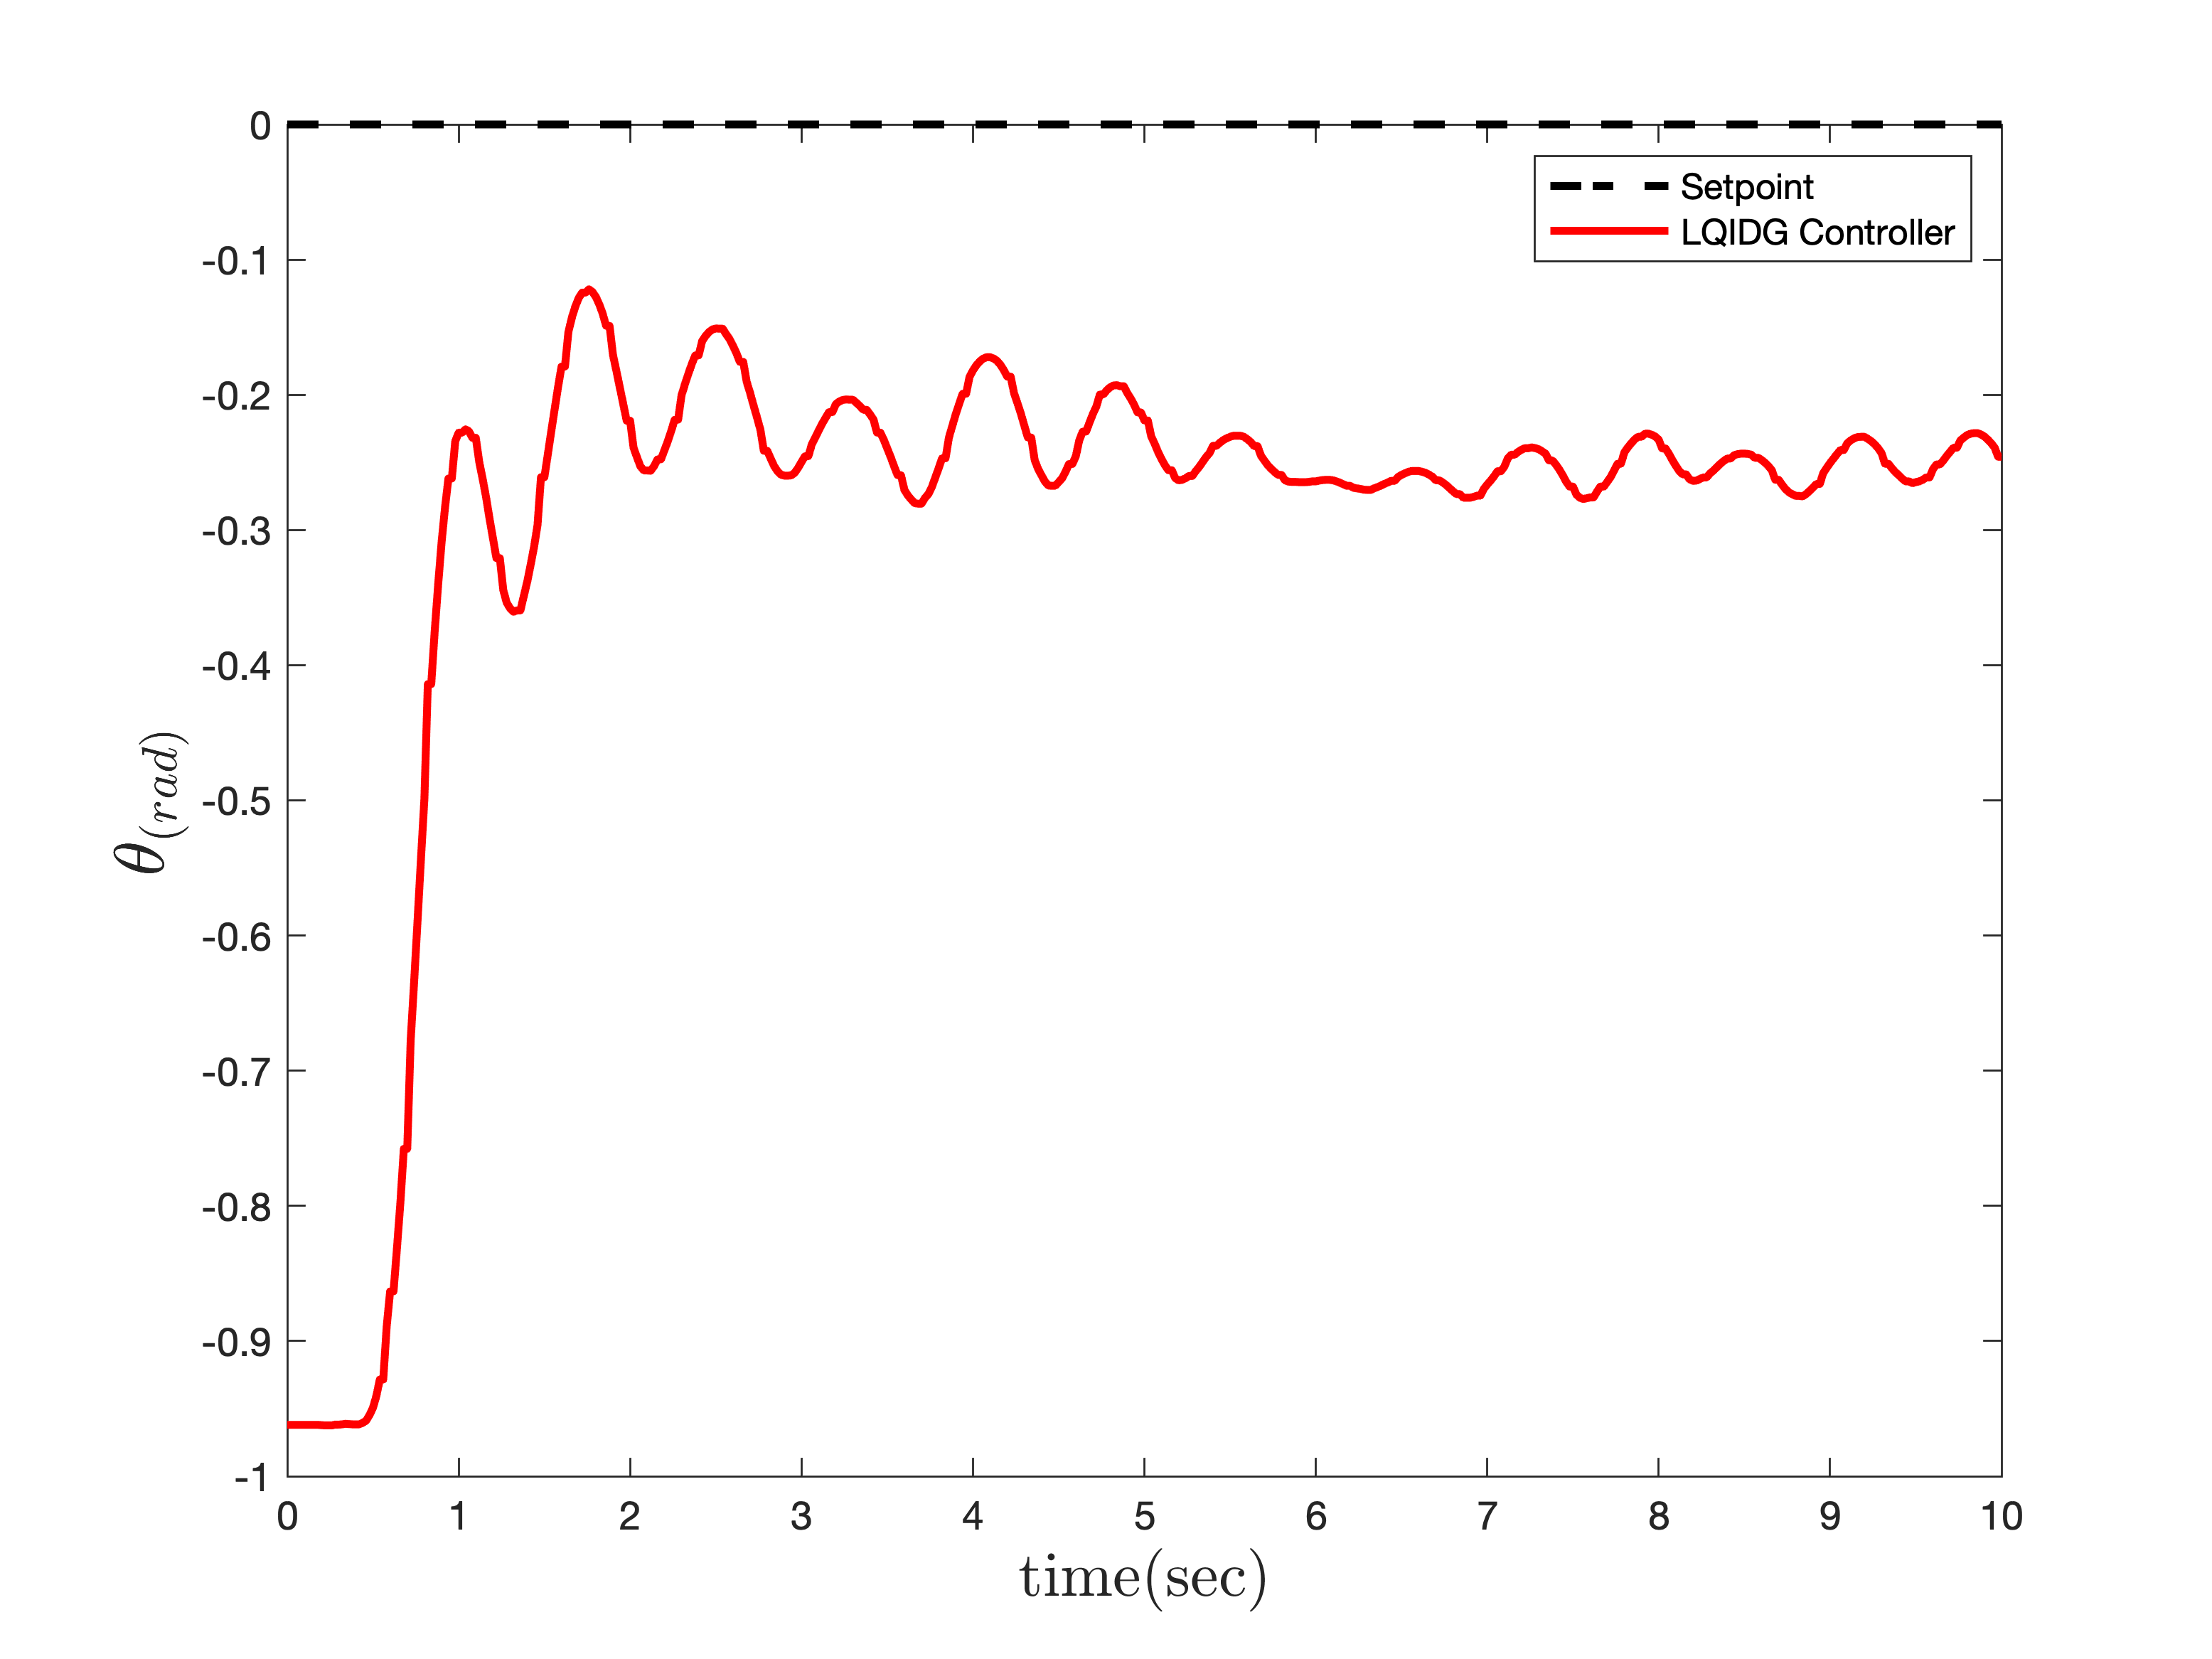 0
-0.1
-0.2
-0.3
-0.4
-0.5
-0.6
-0.7
-0.8
-0.9
-1
θ(rad)
Setpoint
LQIDG Controller
0 1 2 3 4 5 6 7 8 9 10
time(sec)